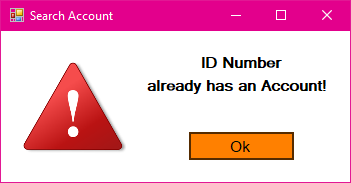 Search Account
ID Number
already has an Account!
Ok